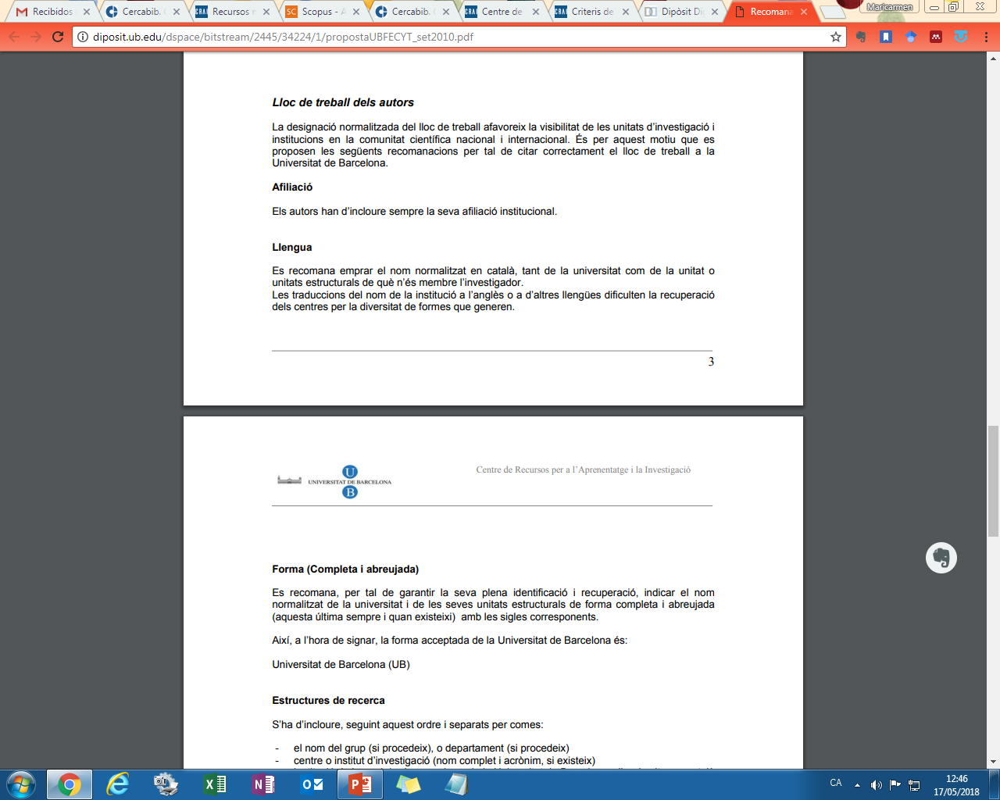 Recibidos
Cercabib.
Recursos
Scopus - A
Cercabib.
Centre de
Criteris de
Dipòsit Di
Recomana
Maricarmen
diposit.ub.edu/dspace/bitstream/2445/34224/1/propostaUBFECYT_set2010.pdf
Lloc de treball dels autors
La designació normalitzada del lloc de treball afavoreix la visibilitat de les unitats d’investigació i
institucions en la comunitat científica nacional i internacional. És per aquest motiu que es
proposen les següents recomanacions per tal de citar correctament el lloc de treball a la
Universitat de Barcelona.
Afiliació
Els autors han d’incloure sempre la seva afiliació institucional.
Llengua
Es recomana emprar el nom normalitzat en català, tant de la universitat com de la unitat o
unitats estructurals de què n’és membre l’investigador.
Les traduccions del nom de la institució a l’anglès o a d’altres llengües dificulten la recuperació
dels centres per la diversitat de formes que generen.
3
U
UNIVERSITAT DE BARCELONA
B
Centre de Recursos per a l’Aprenentatge i la Investigació
Forma (Completa i abreujada)
Es recomana, per tal de garantir la seva plena identificació i recuperació, indicar el nom
normalitzat de la universitat i de les seves unitats estructurals de forma completa i abreujada
(aquesta última sempre i quan existeixi)  amb les sigles corresponents.
Així, a l’hora de signar, la forma acceptada de la Universitat de Barcelona és:
Universitat de Barcelona (UB)
Estructures de recerca
S’ha d’incloure, seguint aquest ordre i separats per comes:
- el nom del grup (si procedeix), o departament (si procedeix)
- centre o institut d’investigació (nom complet i acrònim, si existeix)
CA
12:46
17/05/2018